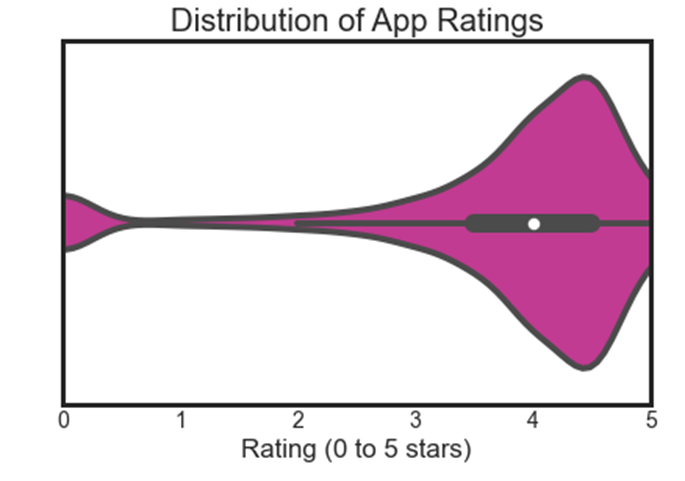 Distribution of App Ratings
0 1 2 3 4 5
Rating (0 to 5 stars)